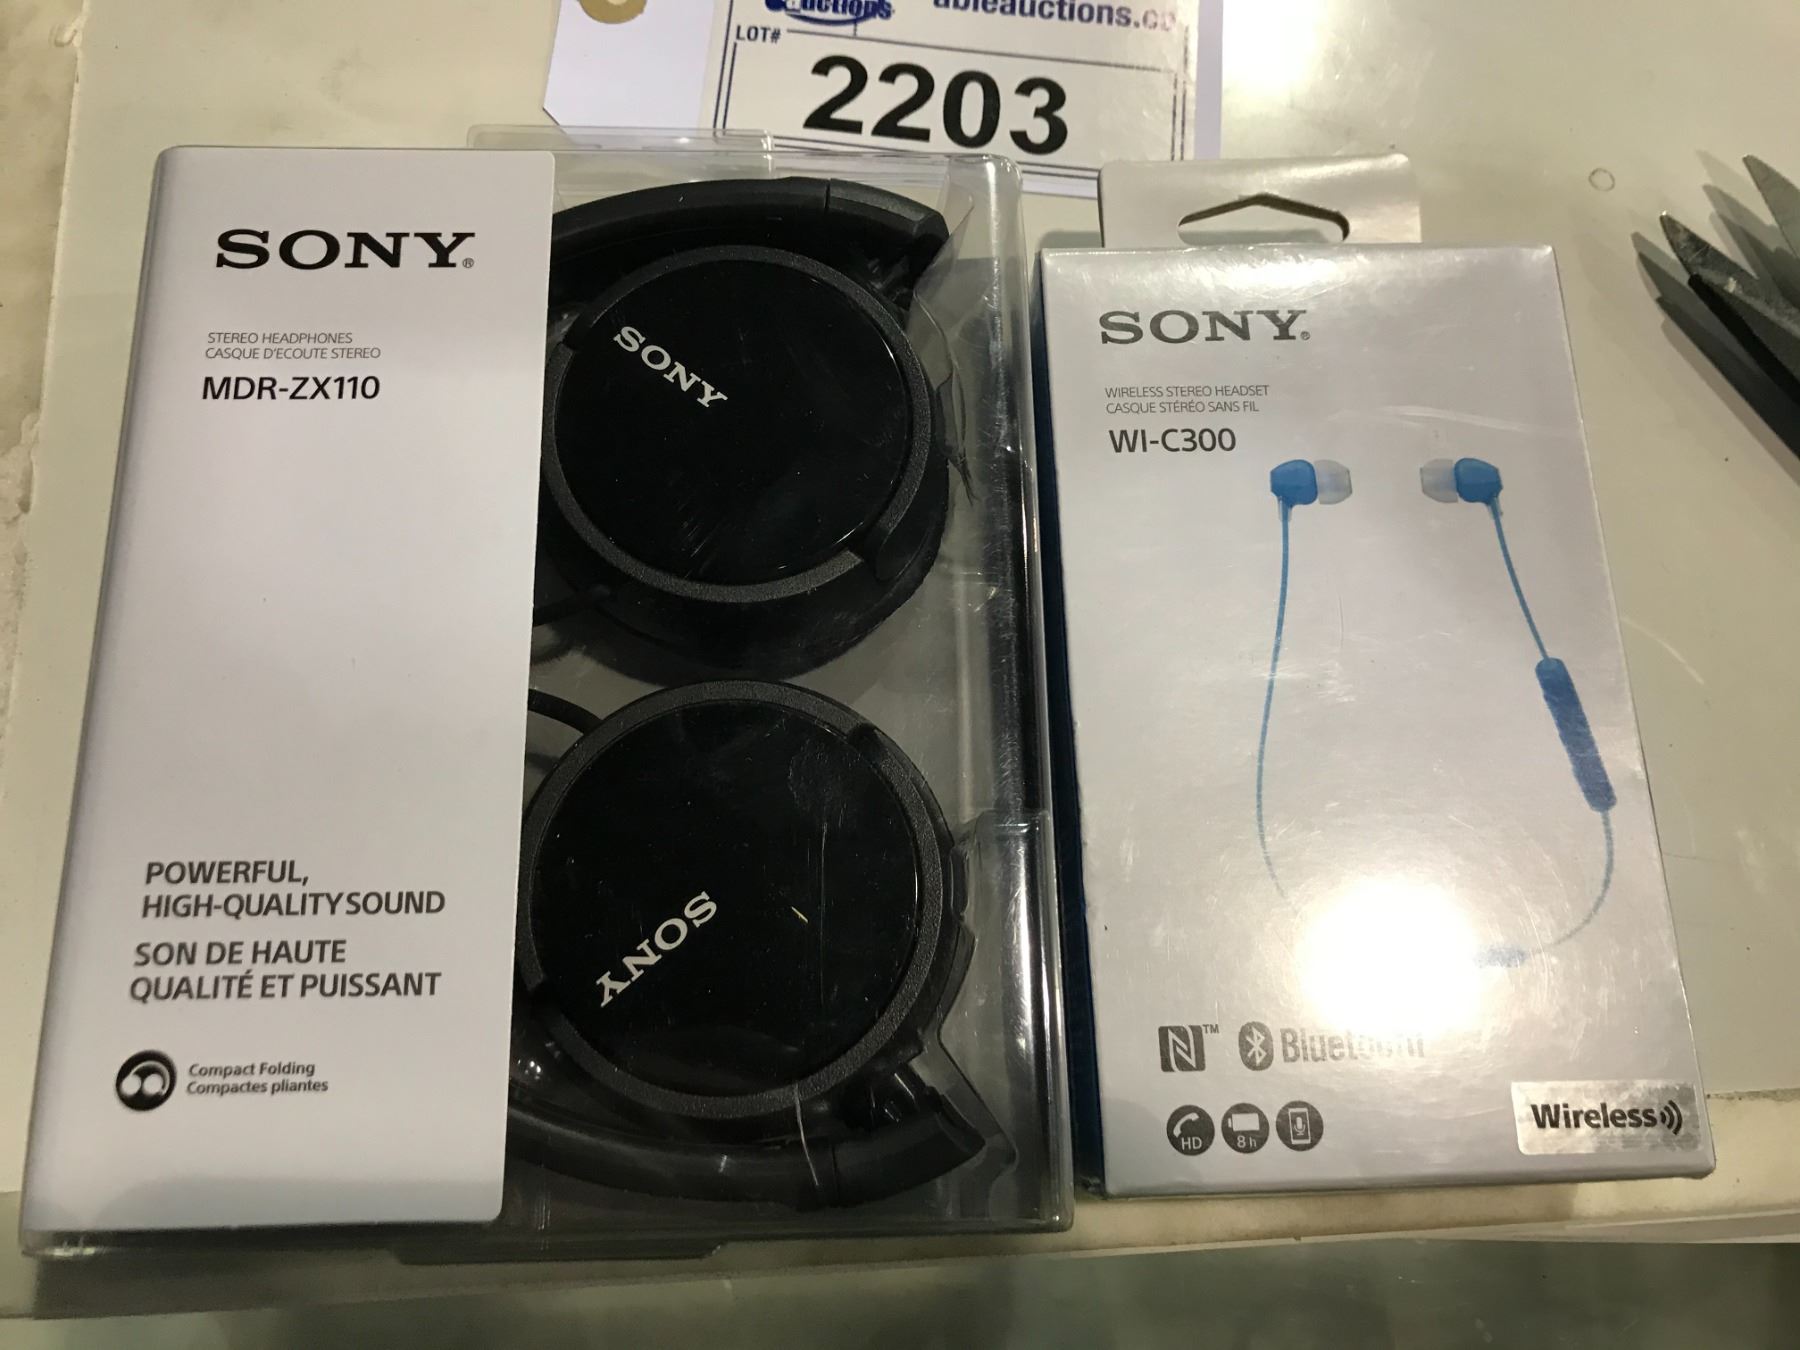 LOT#
2203
SONY®
STEREO HEADPHONES
CASQUE D'ECOUTE STEREO
MDR-ZX110
POWERFUL,
HIGH-QUALITY SOUND
SON DE HAUTE
QUALITÉ ET PUISSANT
Compact Folding
Compactes pliantes
SONY
SONY
SONY®
WIRELESS STEREO HEADSET
CASQUE STÉRÉO SANS FIL
WI-C300
N™ Bluetooth
HD 8h
Wireless